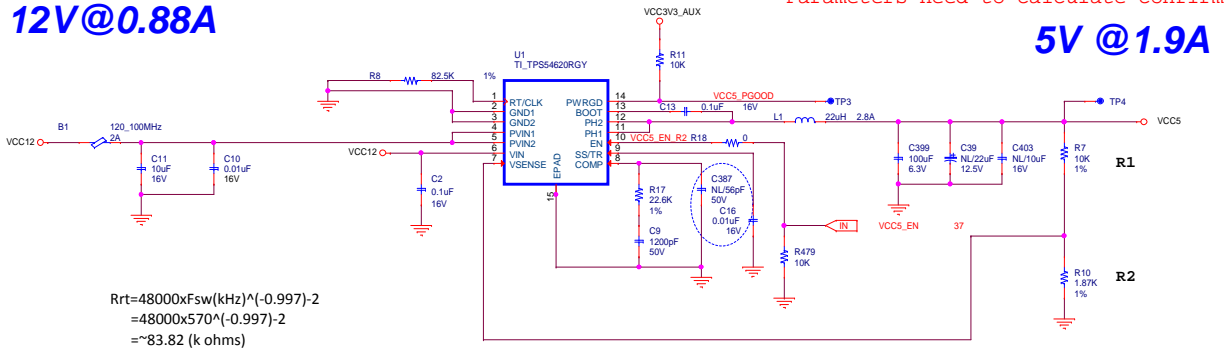 Parameters need to calculate confirm
12V@0.88A
5V @1.9A
VCC3V3_AUX
R11
10K
U1
TI_TPS54620RGY
R8
82.5K
1%
1
2
3
4
5
6
7
RT/CLK
GND1
GND2
PVIN1
PVIN2
VIN
VSENSE
EPAD
15
PWRGD
BOOT
PH2
PH1
EN
SS/TR
COMP
14
13
12
11
10
9
8
VCC5_PGOOD
TP3
C13
0.1uF
16V
L1
22uH
2.8A
TP4
VCC5
VCC5_EN_R2
R18
0
B1
120_100MHz
2A
VCC12
VCC12
C11
10uF
16V
C10
0.01uF
16V
C2
0.1uF
16V
R17
22.6K
1%
C9
1200pF
50V
C387
NL/56pF
50V
C16
0.01uF
16V
IN
VCC5_EN
37
R479
10K
C399
100uF
6.3V
C39
NL/22uF
12.5V
C403
NL/10uF
16V
R7
10K
1%
R1
R10
1.87K
1%
R2
Rrt=48000xFsw(kHz)^(-0.997)-2
=48000x570^(-0.997)-2
=~83.82 (k ohms)